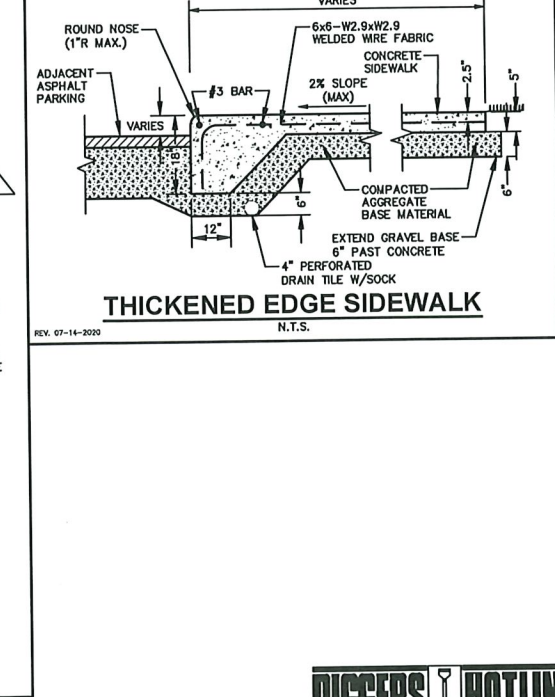 VARIES
ROUND NOSE
(1"R MAX.)
6x6-W2.9xW2.9
WELDED WIRE FABRIC
CONCRETE
SIDEWALK
ADJACENT
ASPHALT
PARKING
#3 BAR
2% SLOPE
(MAX)
2.5"
5"
VARIES
18"
6"
6"
12"
COMPACTED
AGGREGATE
BASE MATERIAL
EXTEND GRAVEL BASE
6" PAST CONCRETE
4" PERFORATED
DRAIN TILE W/SOCK
THICKENED EDGE SIDEWALK
N.T.S.
REV. 07-14-2020
DIGGERS HOTLIN